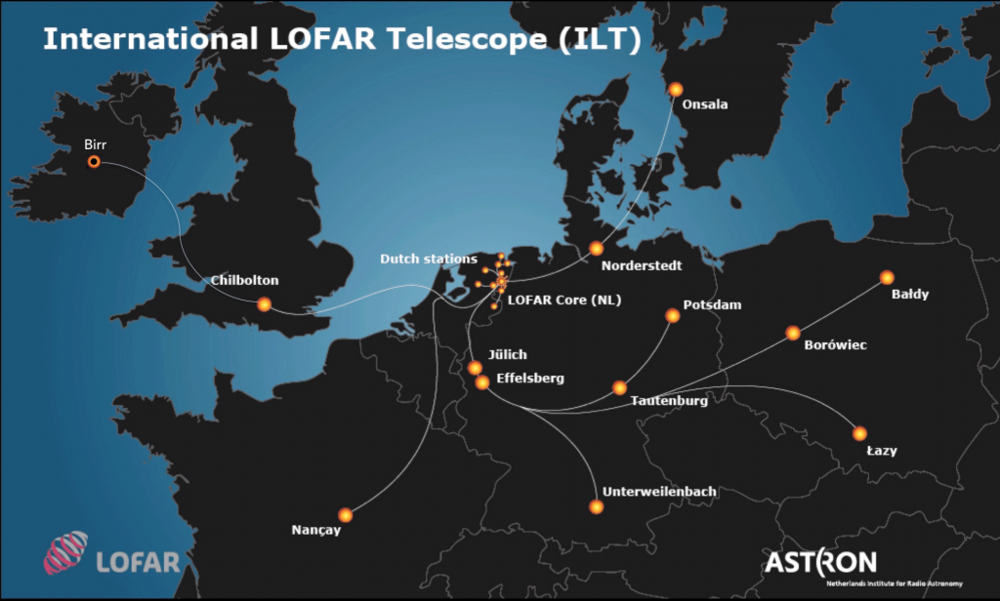 International LOFAR Telescope (ILT)
Onsala
Birr
Dutch stations
Norderstedt
Chilbolton
LOFAR Core (NL)
Bałdy
Potsdam
Borówiec
Jülich
Effelsberg
Tautenburg
Łazy
Unterweilenbach
Nançay
LOFAR
ASTRON
Netherlands Institute for Radio Astronomy